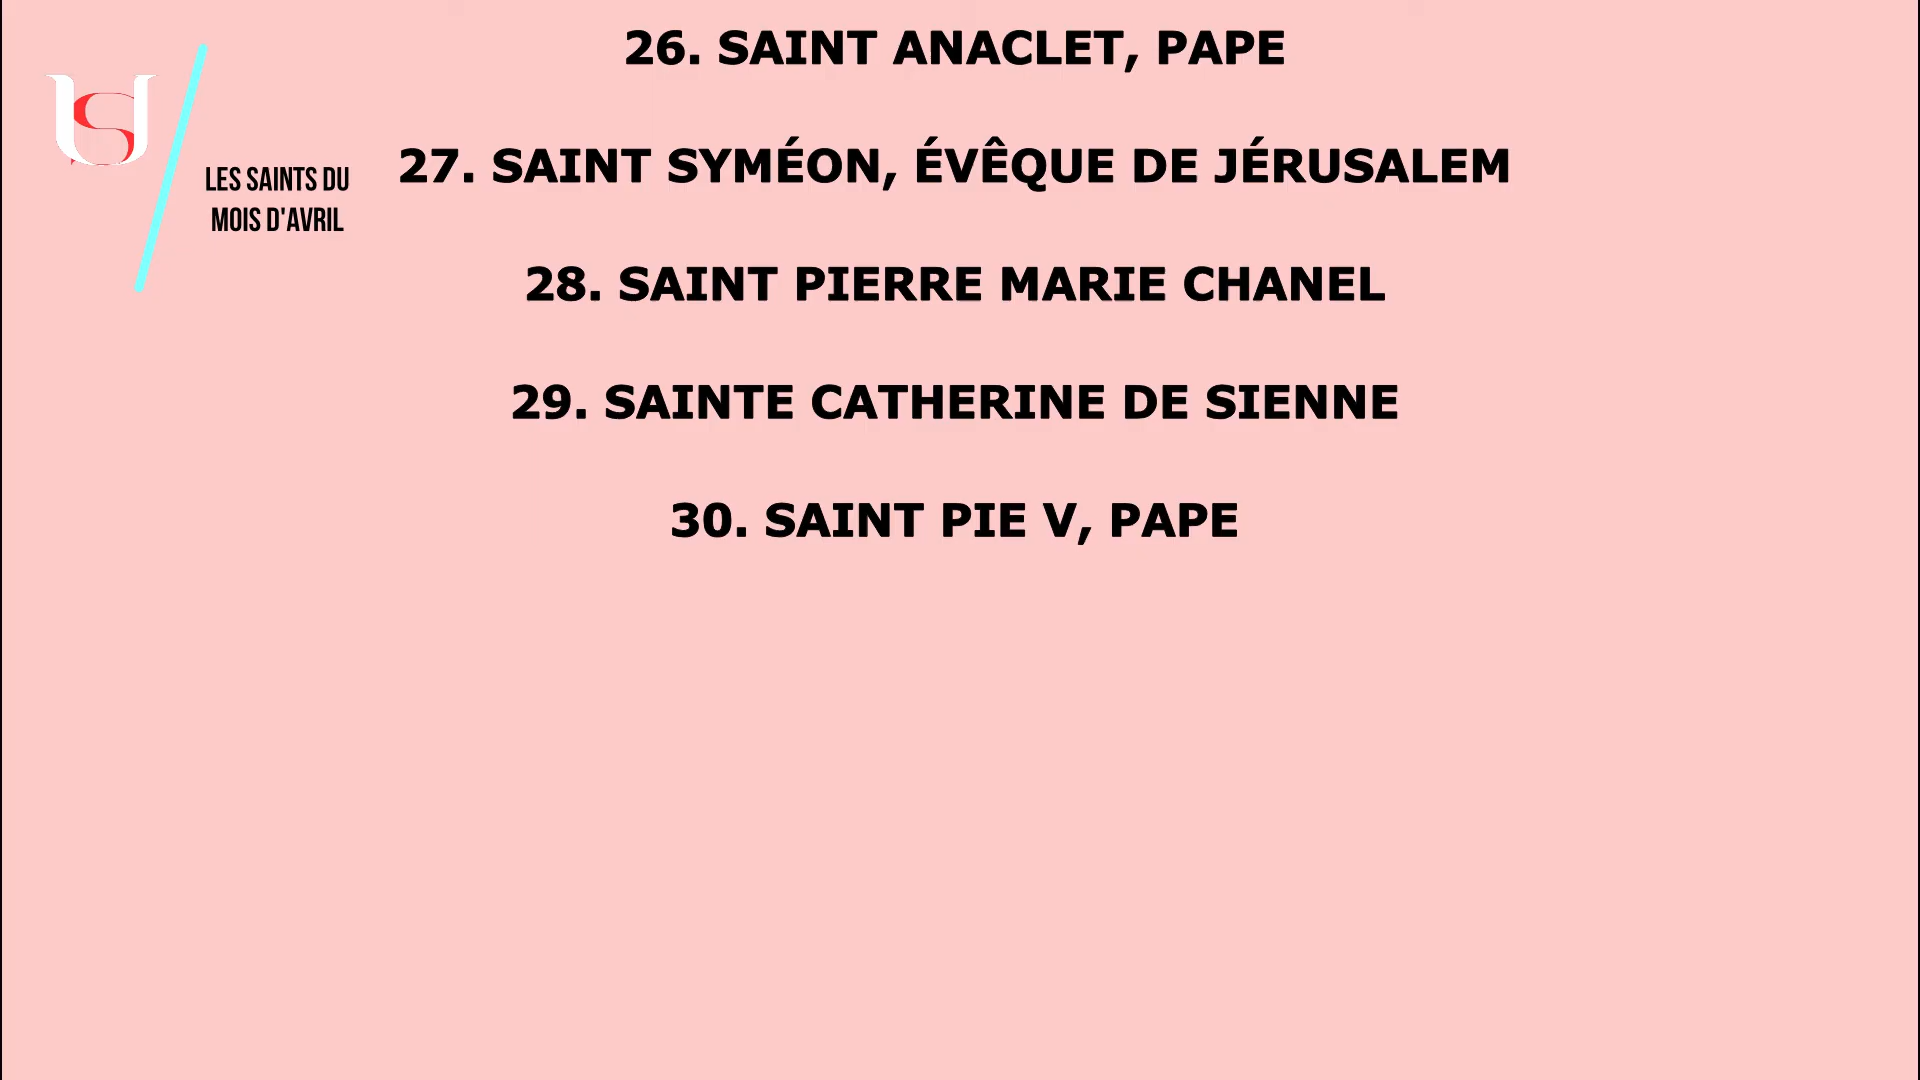 US
LES SAINTS DU
MOIS D'AVRIL
26. SAINT ANACLET, PAPE
27. SAINT SYMÉON, ÉVÊQUE DE JÉRUSALEM
28. SAINT PIERRE MARIE CHANEL
29. SAINTE CATHERINE DE SIENNE
30. SAINT PIE V, PAPE